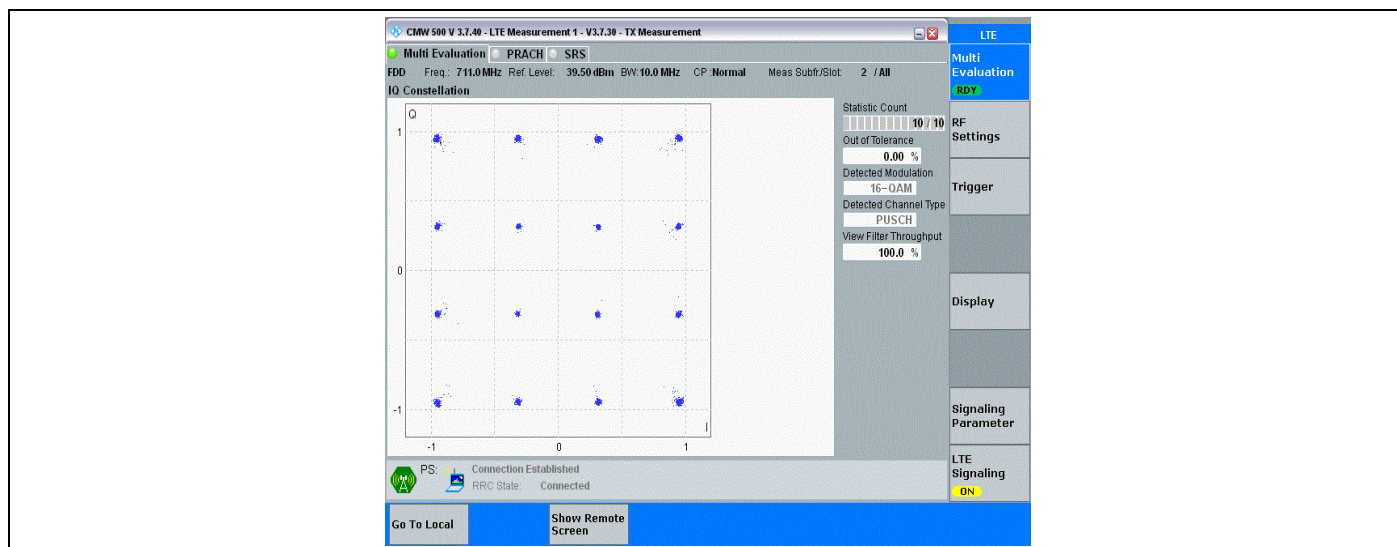 CMW 500 V 3.7.40 - LTE Measurement 1 - V3.7.30 - TX Measurement
LTE
Multi Evaluation PRACH SRS
FDD Freq.: 711.0 MHz Ref. Level: 39.50 dBm BW: 10.0 MHz CP :Normal Meas Subfr./Slot: 2 / All
IQ Constellation
Q
1
0
-1
-1 0 1
I
Statistic Count
10 / 10
Out of Tolerance
0.00 %
Detected Modulation
16-QAM
Detected Channel Type
PUSCH
View Filter Throughput
100.0 %
Multi
Evaluation
RDY
RF
Settings
Trigger
Display
Signaling
Parameter
LTE
Signaling
ON
PS: Connection Established
RRC State: Connected
Go To Local
Show Remote
Screen